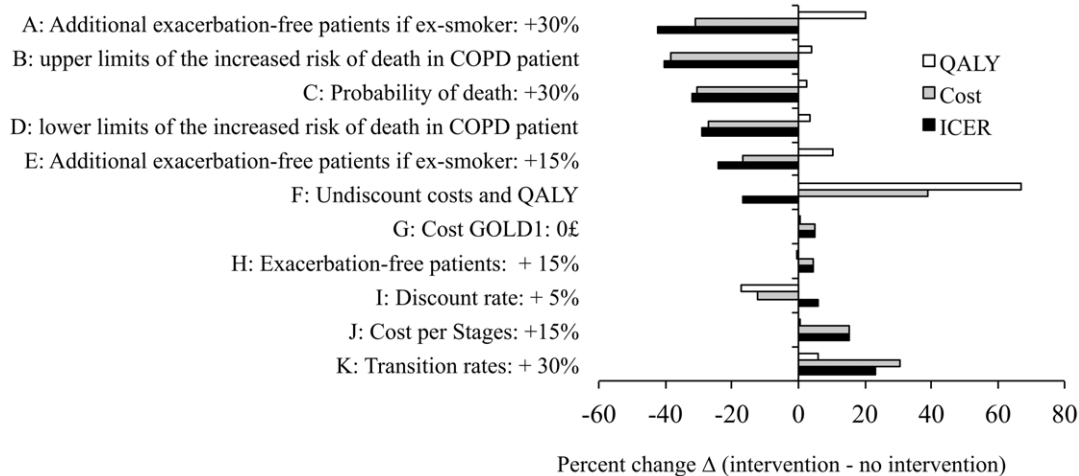 A: Additional exacerbation-free patients if ex-smoker: +30%
B: upper limits of the increased risk of death in COPD patient
C: Probability of death: +30%
D: lower limits of the increased risk of death in COPD patient
E: Additional exacerbation-free patients if ex-smoker: +15%
F: Undiscount costs and QALY
G: Cost GOLD1: 0£
H: Exacerbation-free patients: + 15%
I: Discount rate: + 5%
J: Cost per Stages: +15%
K: Transition rates: + 30%
QALY
Cost
ICER
-60 -40 -20 0 20 40 60 80
Percent change Δ (intervention - no intervention)